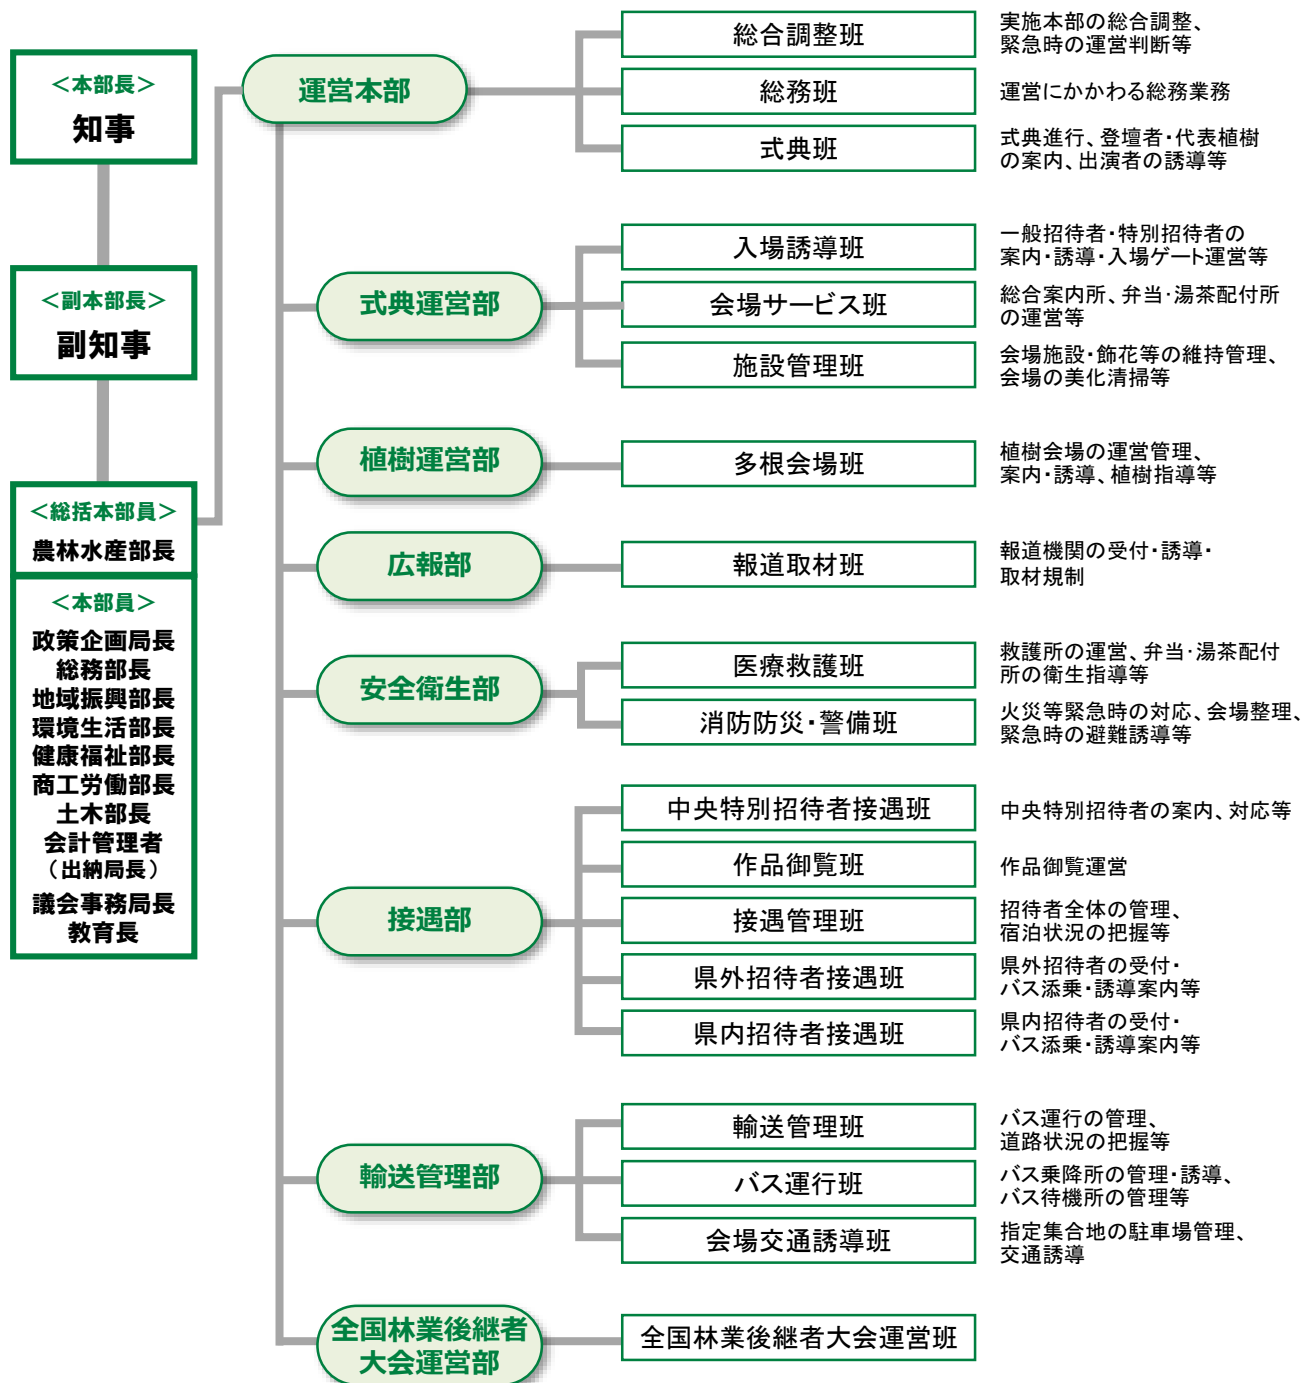 ＜本部長＞
知事
＜副本部長＞
副知事
＜総括本部員＞
農林水産部長
＜本部員＞
政策企画局長
総務部長
地域振興部長
環境生活部長
健康福祉部長
商工労働部長
土木部長
会計管理者
（出納局長）
議会事務局長
教育長
運営本部
総合調整班
実施本部の総合調整、
緊急時の運営判断等
総務班
運営にかかわる総務業務
式典班
式典進行、登壇者・代表植樹
の案内、出演者の誘導等
式典運営部
入場誘導班
一般招待者・特別招待者の
案内・誘導・入場ゲート運営等
会場サービス班
総合案内所、弁当・湯茶配付所
の運営等
施設管理班
会場施設・飾花等の維持管理、
会場の美化清掃等
植樹運営部
多根会場班
植樹会場の運営管理、
案内・誘導、植樹指導等
広報部
報道取材班
報道機関の受付・誘導・
取材規制
安全衛生部
医療救護班
救護所の運営、弁当・湯茶配付
所の衛生指導等
消防防災・警備班
火災等緊急時の対応、会場整理、
緊急時の避難誘導等
接遇部
中央特別招待者接遇班
中央特別招待者の案内、対応等
作品御覧班
作品御覧運営
接遇管理班
招待者全体の管理、
宿泊状況の把握等
県外招待者接遇班
県外招待者の受付・
バス添乗・誘導案内等
県内招待者接遇班
県内招待者の受付・
バス添乗・誘導案内等
輸送管理部
輸送管理班
バス運行の管理、
道路状況の把握等
バス運行班
バス乗降所の管理・誘導、
バス待機所の管理等
会場交通誘導班
指定集合地の駐車場管理、
交通誘導
全国林業後継者
大会運営部
全国林業後継者大会運営班